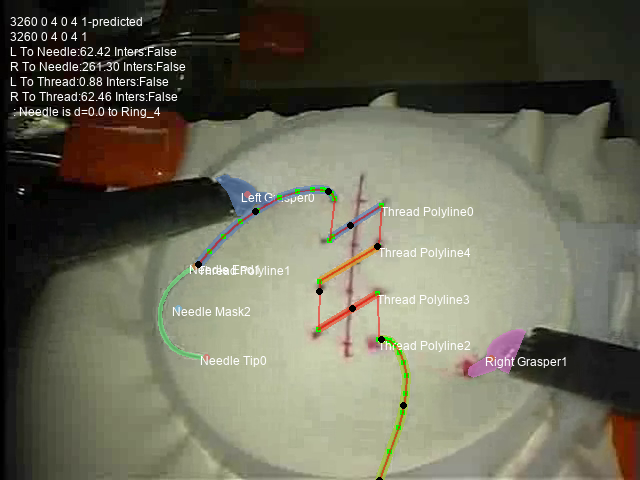 3260 0 4 0 4 1-predicted
3260 0 4 0 4 1
L To Needle:62.42 Inters:False
R To Needle:261.30 Inters:False
L To Thread:0.88 Inters:False
R To Thread:62.46 Inters:False
: Needle is d=0.0 to Ring_4
Left Grasper0
Thread Polyline0
Thread Polyline4
Needle End1
Thread Polyline1
Thread Polyline3
Needle Mask2
Thread Polyline2
Needle Tip0
Right Grasper1